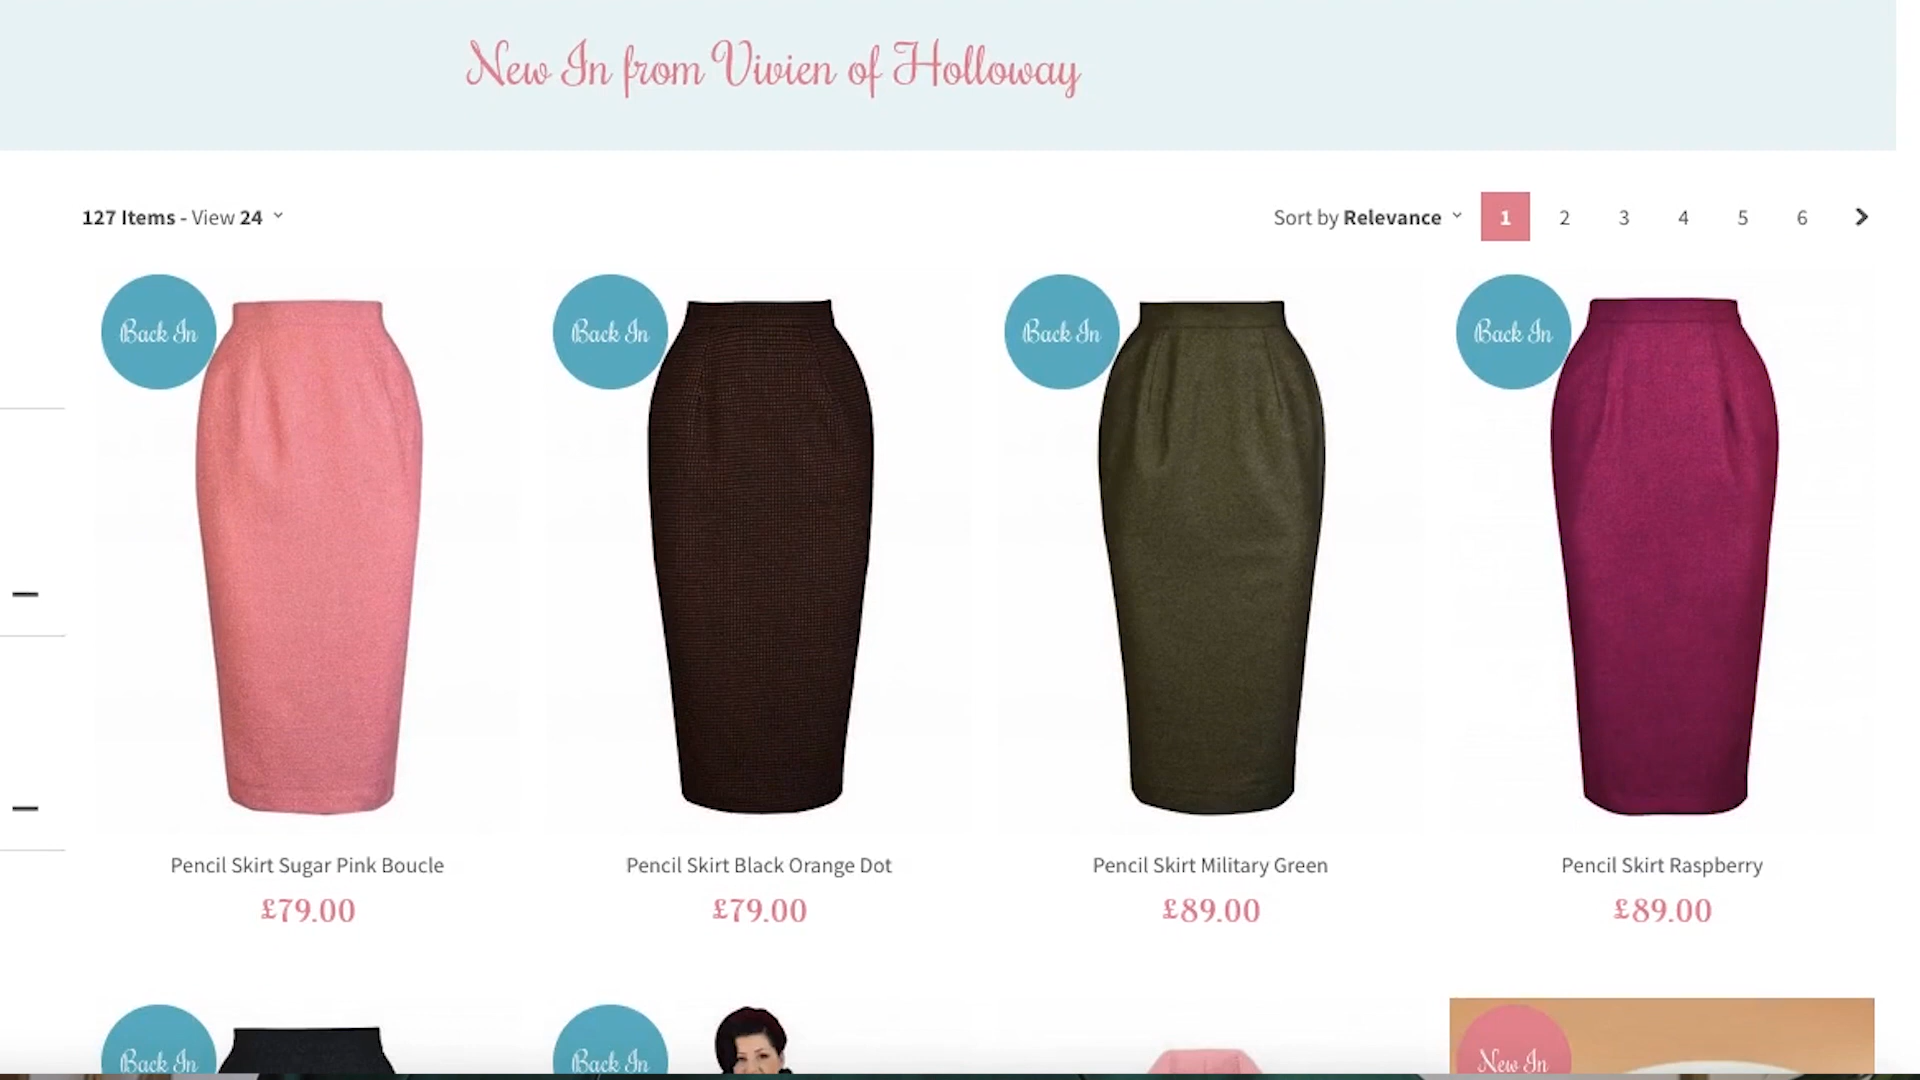 New In from Vivien of Holloway
127 Items - View 24
Sort by Relevance 1 2 3 4 5 6
Back In
Back In
Back In
Back In
Pencil Skirt Sugar Pink Boucle
£79.00
Pencil Skirt Black Orange Dot
£79.00
Pencil Skirt Military Green
£89.00
Pencil Skirt Raspberry
£89.00
Back In
Back In
New In